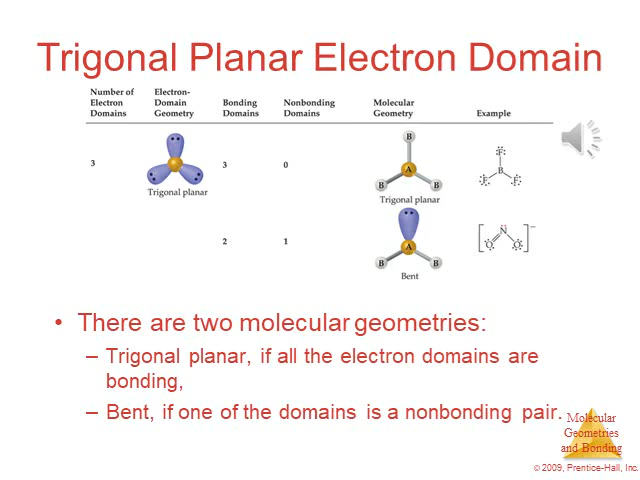 Trigonal Planar Electron Domain
Number of Electron Domains
Electron-Domain Geometry
Bonding Domains
Nonbonding Domains
Molecular Geometry
Example
3
Trigonal planar
3
0
B
A
B B
Trigonal planar
F
B
F F
2
1
A
B B
Bent
N
O O
−
• There are two molecular geometries:
– Trigonal planar, if all the electron domains are
bonding,
– Bent, if one of the domains is a nonbonding pair.
Molecular
Geometries
and Bonding
© 2009, Prentice-Hall, Inc.